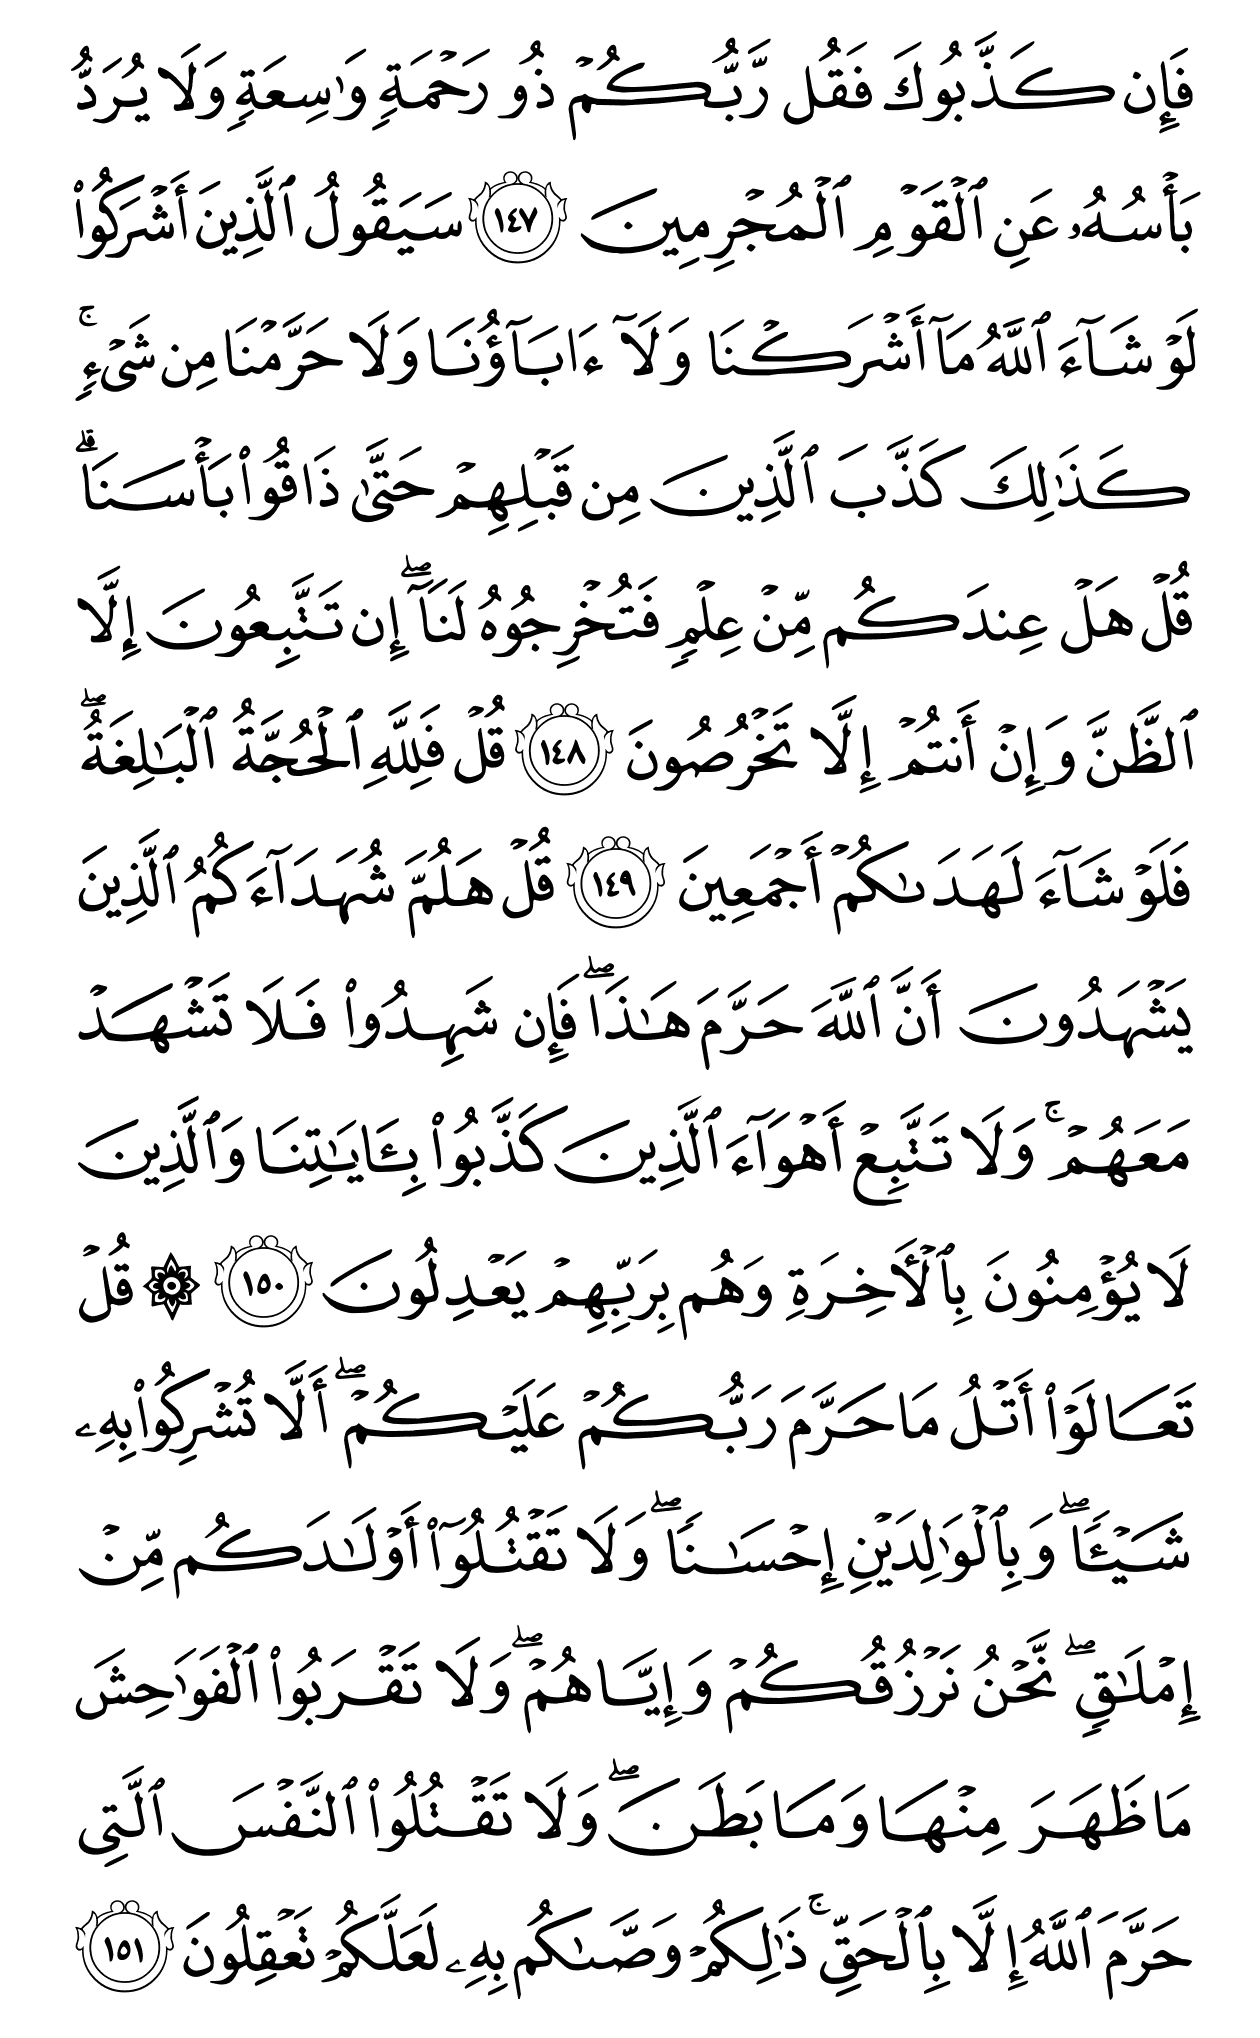 فَإِن كَذَّبُوكَ فَقُل رَّبُّكُمۡ ذُو رَحۡمَةٖ وَٰسِعَةٖ وَلَا يُرَدُّ
بَأۡسُهُۥ عَنِ ٱلۡقَوۡمِ ٱلۡمُجۡرِمِينَ ١٤٧ سَيَقُولُ ٱلَّذِينَ أَشۡرَكُواْ
لَوۡ شَآءَ ٱللَّهُ مَآ أَشۡرَكۡنَا وَلَآ ءَابَآؤُنَا وَلَا حَرَّمۡنَا مِن شَيۡءٖۚ
كَذَٰلِكَ كَذَّبَ ٱلَّذِينَ مِن قَبۡلِهِمۡ حَتَّىٰ ذَاقُواْ بَأۡسَنَاۗ
قُلۡ هَلۡ عِندَكُم مِّنۡ عِلۡمٖ فَتُخۡرِجُوهُ لَنَآۖ إِن تَتَّبِعُونَ إِلَّا
ٱلظَّنَّ وَإِنۡ أَنتُمۡ إِلَّا تَخۡرُصُونَ ١٤٨ قُلۡ فَلِلَّهِ ٱلۡحُجَّةُ ٱلۡبَٰلِغَةُۖ
فَلَوۡ شَآءَ لَهَدَىٰكُمۡ أَجۡمَعِينَ ١٤٩ قُلۡ هَلُمَّ شُهَدَآءَكُمُ ٱلَّذِينَ
يَشۡهَدُونَ أَنَّ ٱللَّهَ حَرَّمَ هَٰذَاۖ فَإِن شَهِدُواْ فَلَا تَشۡهَدۡ
مَعَهُمۡۚ وَلَا تَتَّبِعۡ أَهۡوَآءَ ٱلَّذِينَ كَذَّبُواْ بِـَٔايَٰتِنَا وَٱلَّذِينَ
لَا يُؤۡمِنُونَ بِٱلۡأٓخِرَةِ وَهُم بِرَبِّهِمۡ يَعۡدِلُونَ ١٥٠ ۞ قُلۡ
تَعَالَوۡاْ أَتۡلُ مَا حَرَّمَ رَبُّكُمۡ عَلَيۡكُمۡۖ أَلَّا تُشۡرِكُواْ بِهِۦ
شَيۡـٔٗاۖ وَبِٱلۡوَٰلِدَيۡنِ إِحۡسَٰنٗاۖ وَلَا تَقۡتُلُوٓاْ أَوۡلَٰدَكُم مِّنۡ
إِمۡلَٰقٖۖ نَّحۡنُ نَرۡزُقُكُمۡ وَإِيَّاهُمۡۖ وَلَا تَقۡرَبُواْ ٱلۡفَوَٰحِشَ
مَا ظَهَرَ مِنۡهَا وَمَا بَطَنَۖ وَلَا تَقۡتُلُواْ ٱلنَّفۡسَ ٱلَّتِي
حَرَّمَ ٱللَّهُ إِلَّا بِٱلۡحَقِّۚ ذَٰلِكُمۡ وَصَّىٰكُم بِهِۦ لَعَلَّكُمۡ تَعۡقِلُونَ ١٥١